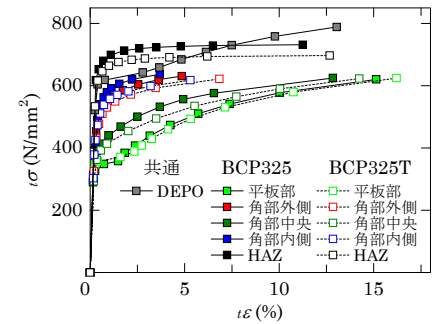 800
600
400
200
0
tσ (N/mm²)
共通 BCP325 BCP325T
DEPO 平板部 平板部
角部外側 角部外側
角部中央 角部中央
角部内側 角部内側
HAZ HAZ
0 5 10 15
tε (%)